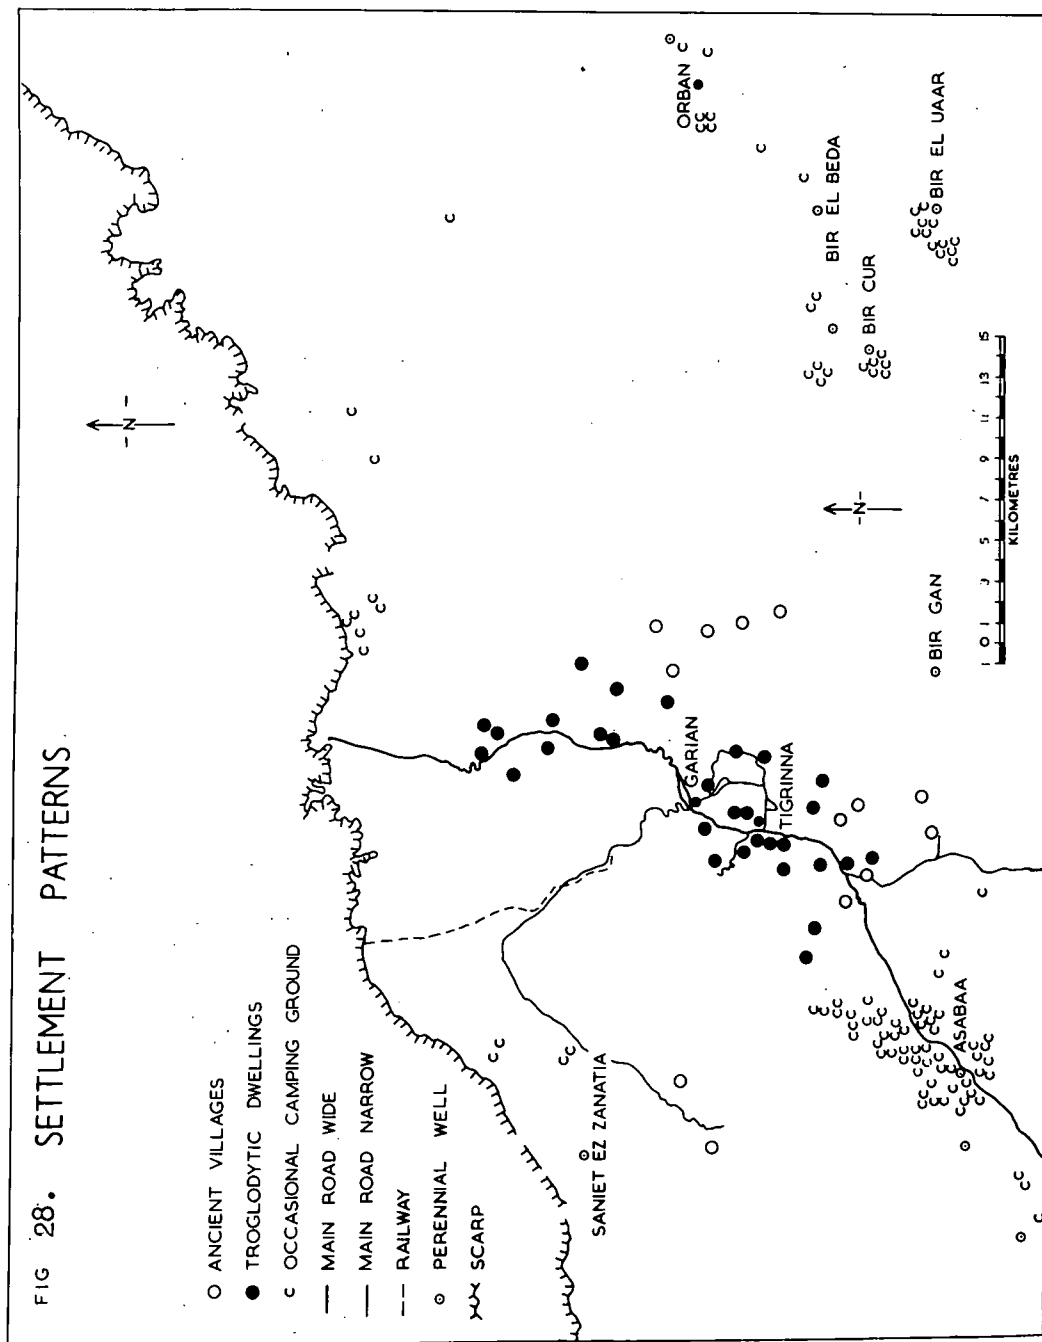 FIG 28. SETTLEMENT PATTERNS
ANCIENT VILLAGES
TROGLODYTIC DWELLINGS
c OCCASIONAL CAMPING GROUND
MAIN ROAD WIDE
MAIN ROAD NARROW
RAILWAY
PERENNIAL WELL
SCARP
-N-
-N-
ORBAN
BIR EL BEDA
BIR EL UAAR
BIR CUR
BIR GAN
GARIAN
TIGRINNA
SANIET EZ ZANATIA
ASABAA
1 0 1 3 5 7 9 11 13 15
KILOMETRES